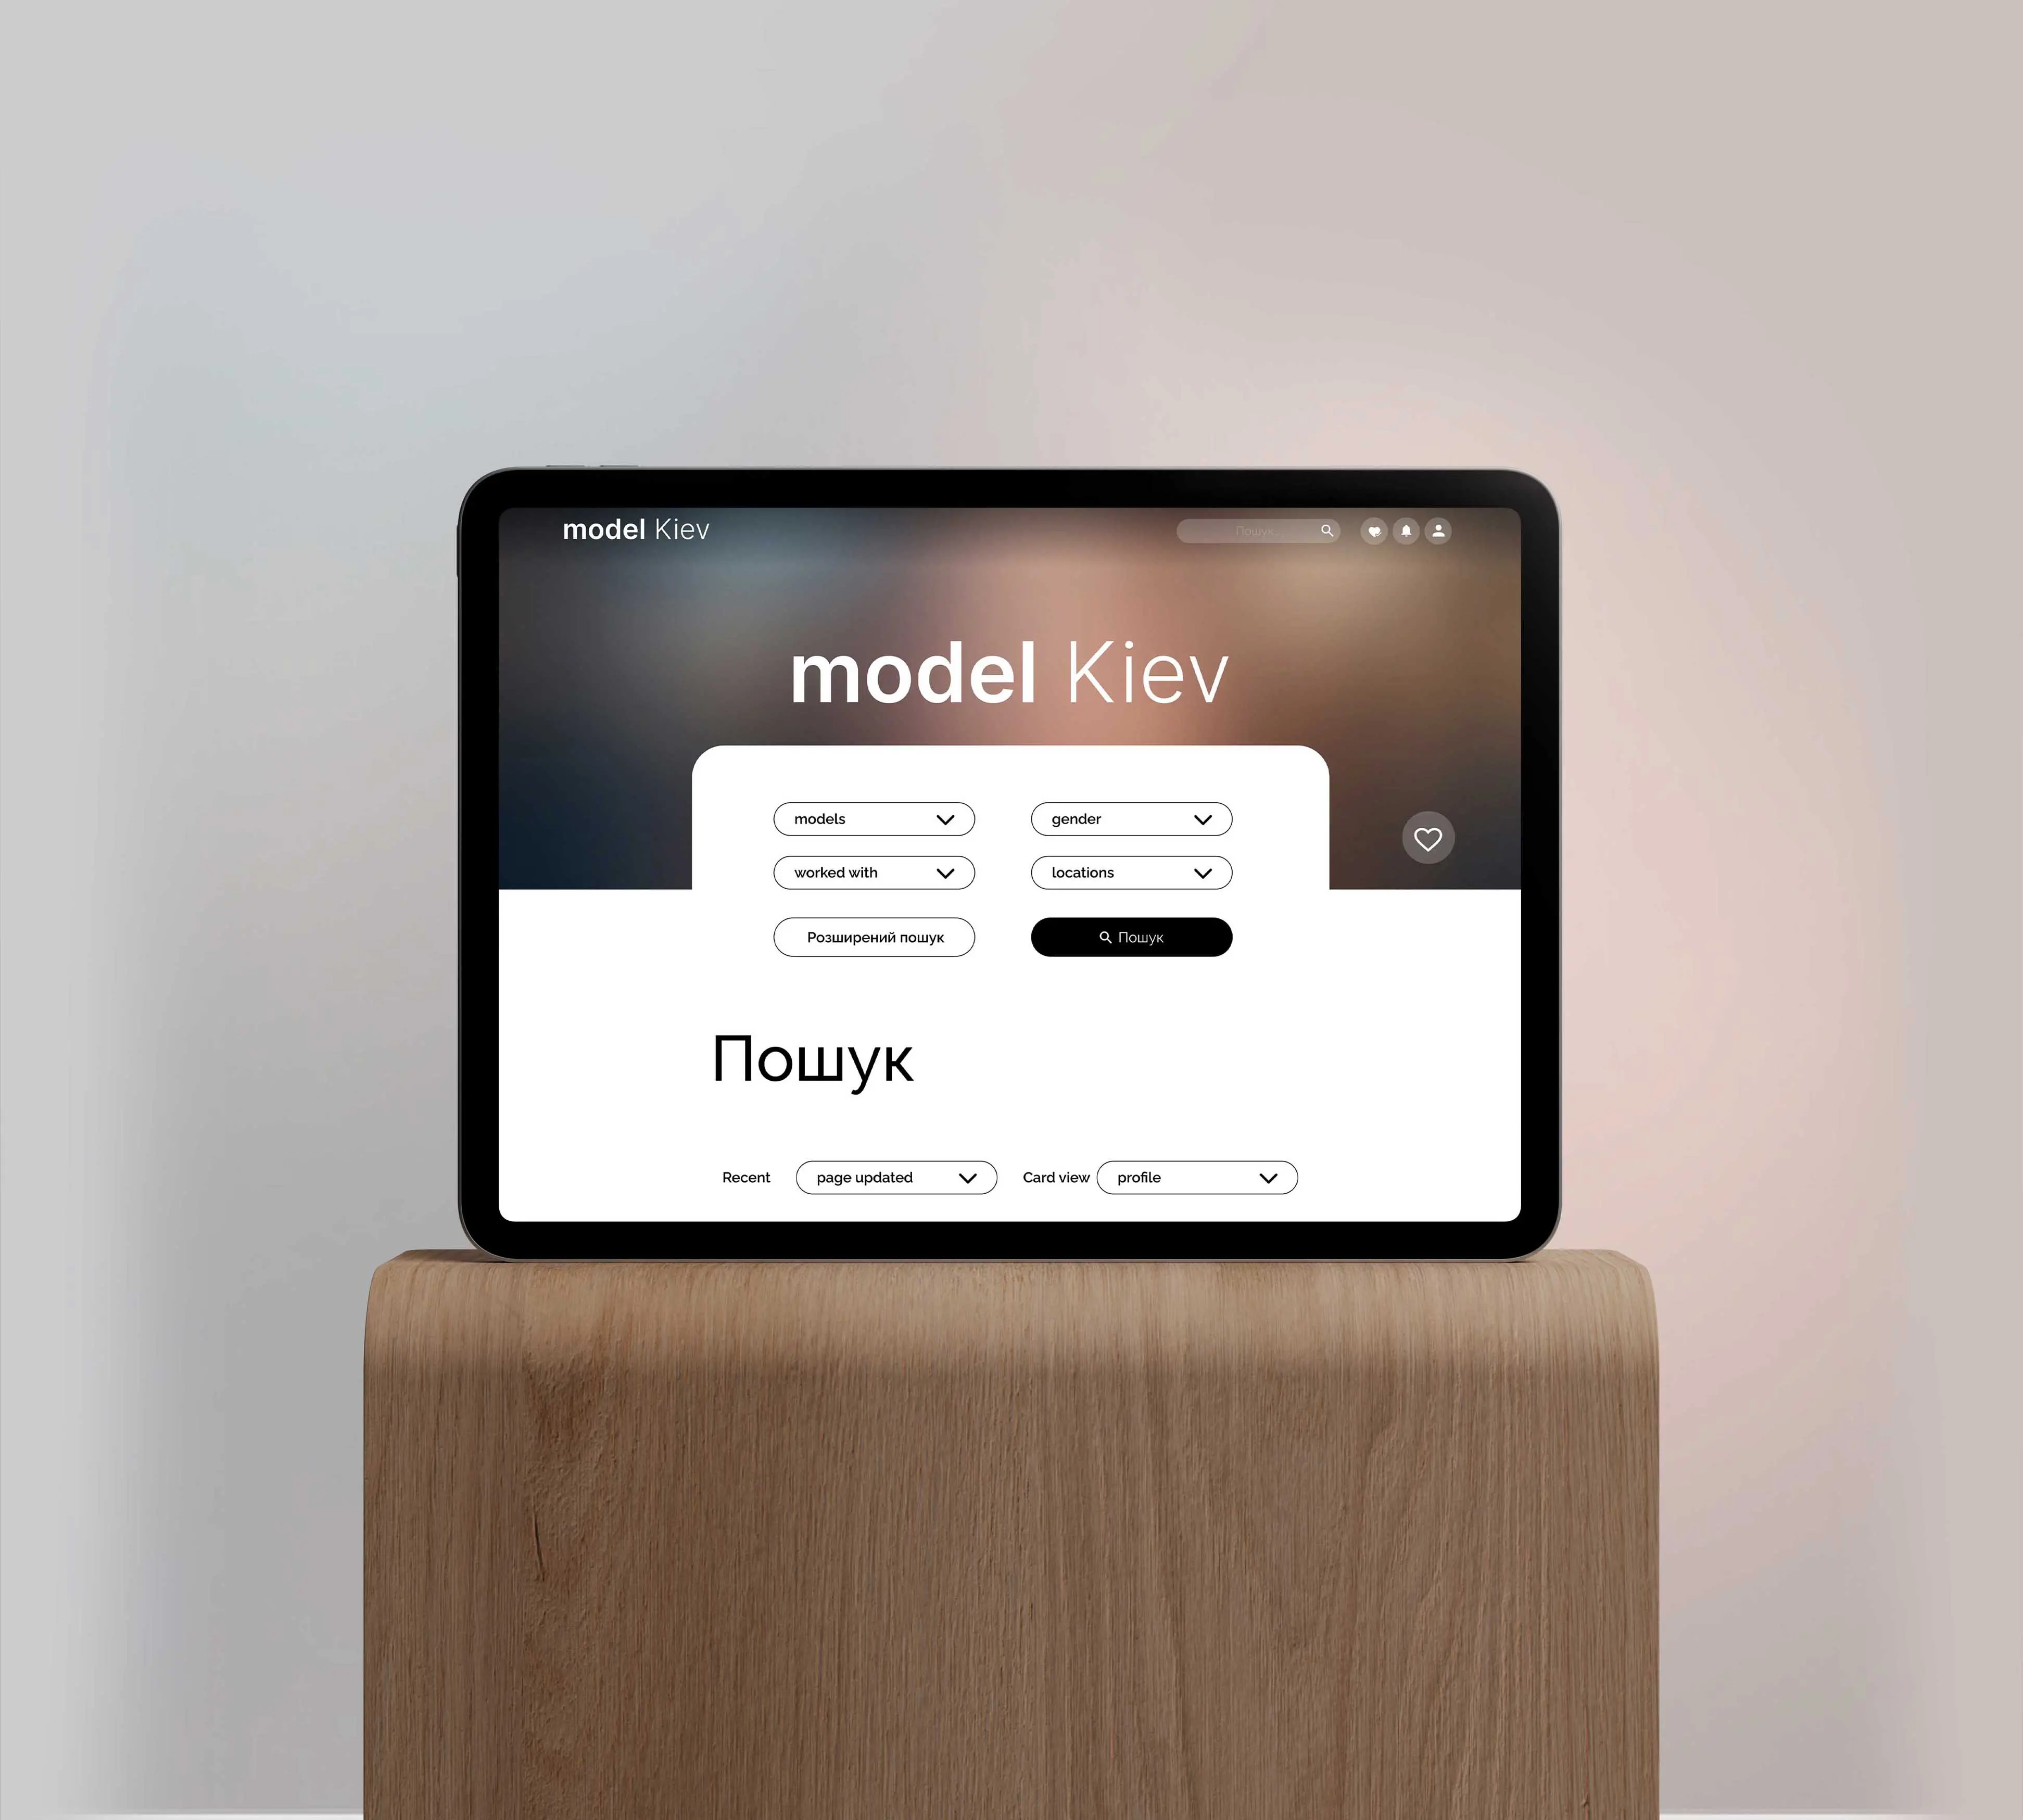 model Kiev
Пошук...
model Kiev
models
gender
worked with
locations
Розширений пошук
Пошук
Пошук
Recent
page updated
Card view
profile